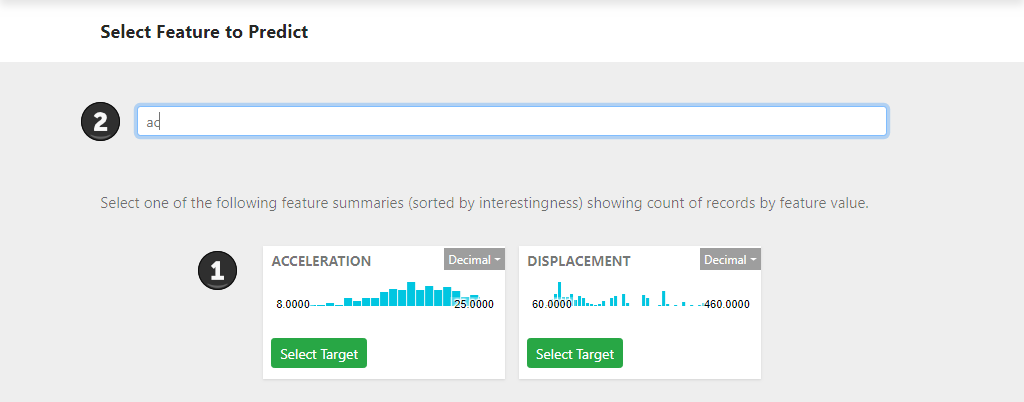 Select Feature to Predict
2
ac
Select one of the following feature summaries (sorted by interestingness) showing count of records by feature value.
1
ACCELERATION
Decimal
8.0000
25.0000
Select Target
DISPLACEMENT
Decimal
60.0000
460.0000
Select Target